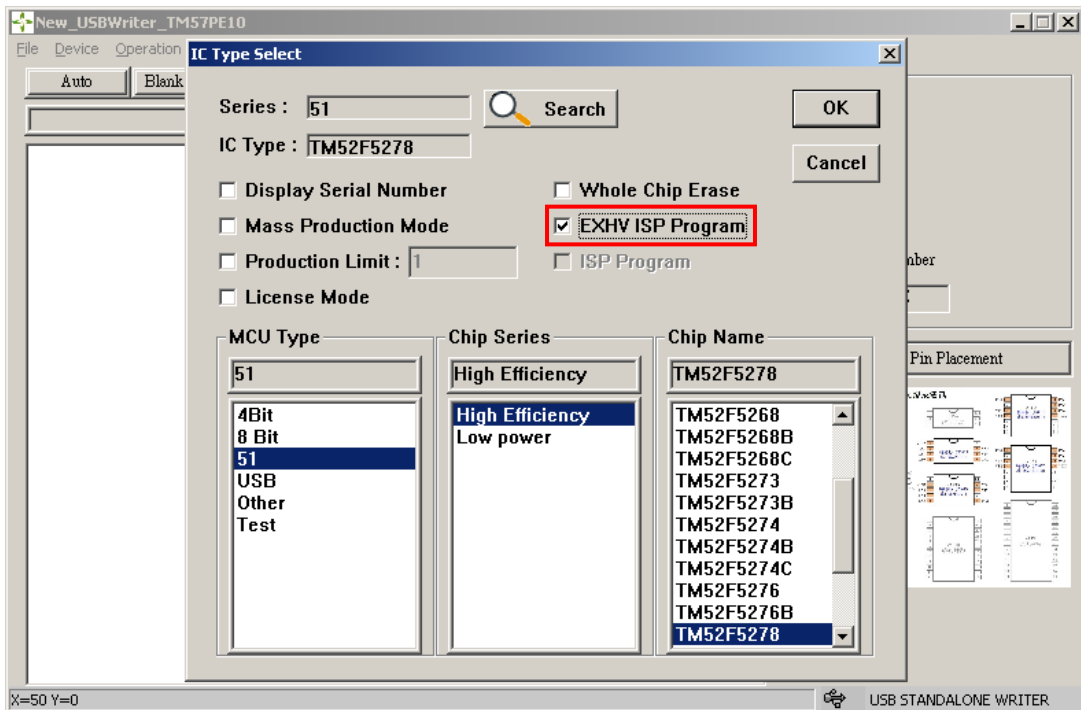 New_USBWriter_TM57PE10
File Device Operation
Auto Blank
IC Type Select
Series : 51 Search OK
IC Type : TM52F5278 Cancel
Display Serial Number Whole Chip Erase
Mass Production Mode EXHV ISP Program
Production Limit : 1 ISP Program
License Mode
MCU Type
51
4Bit
8 Bit
51
USB
Other
Test
Chip Series
High Efficiency
High Efficiency
Low power
Chip Name
TM52F5278
TM52F5268
TM52F5268B
TM52F5268C
TM52F5273
TM52F5273B
TM52F5274
TM52F5274B
TM52F5274C
TM52F5276
TM52F5276B
TM52F5278
Pin Placement
X=50 Y=0 USB STANDALONE WRITER